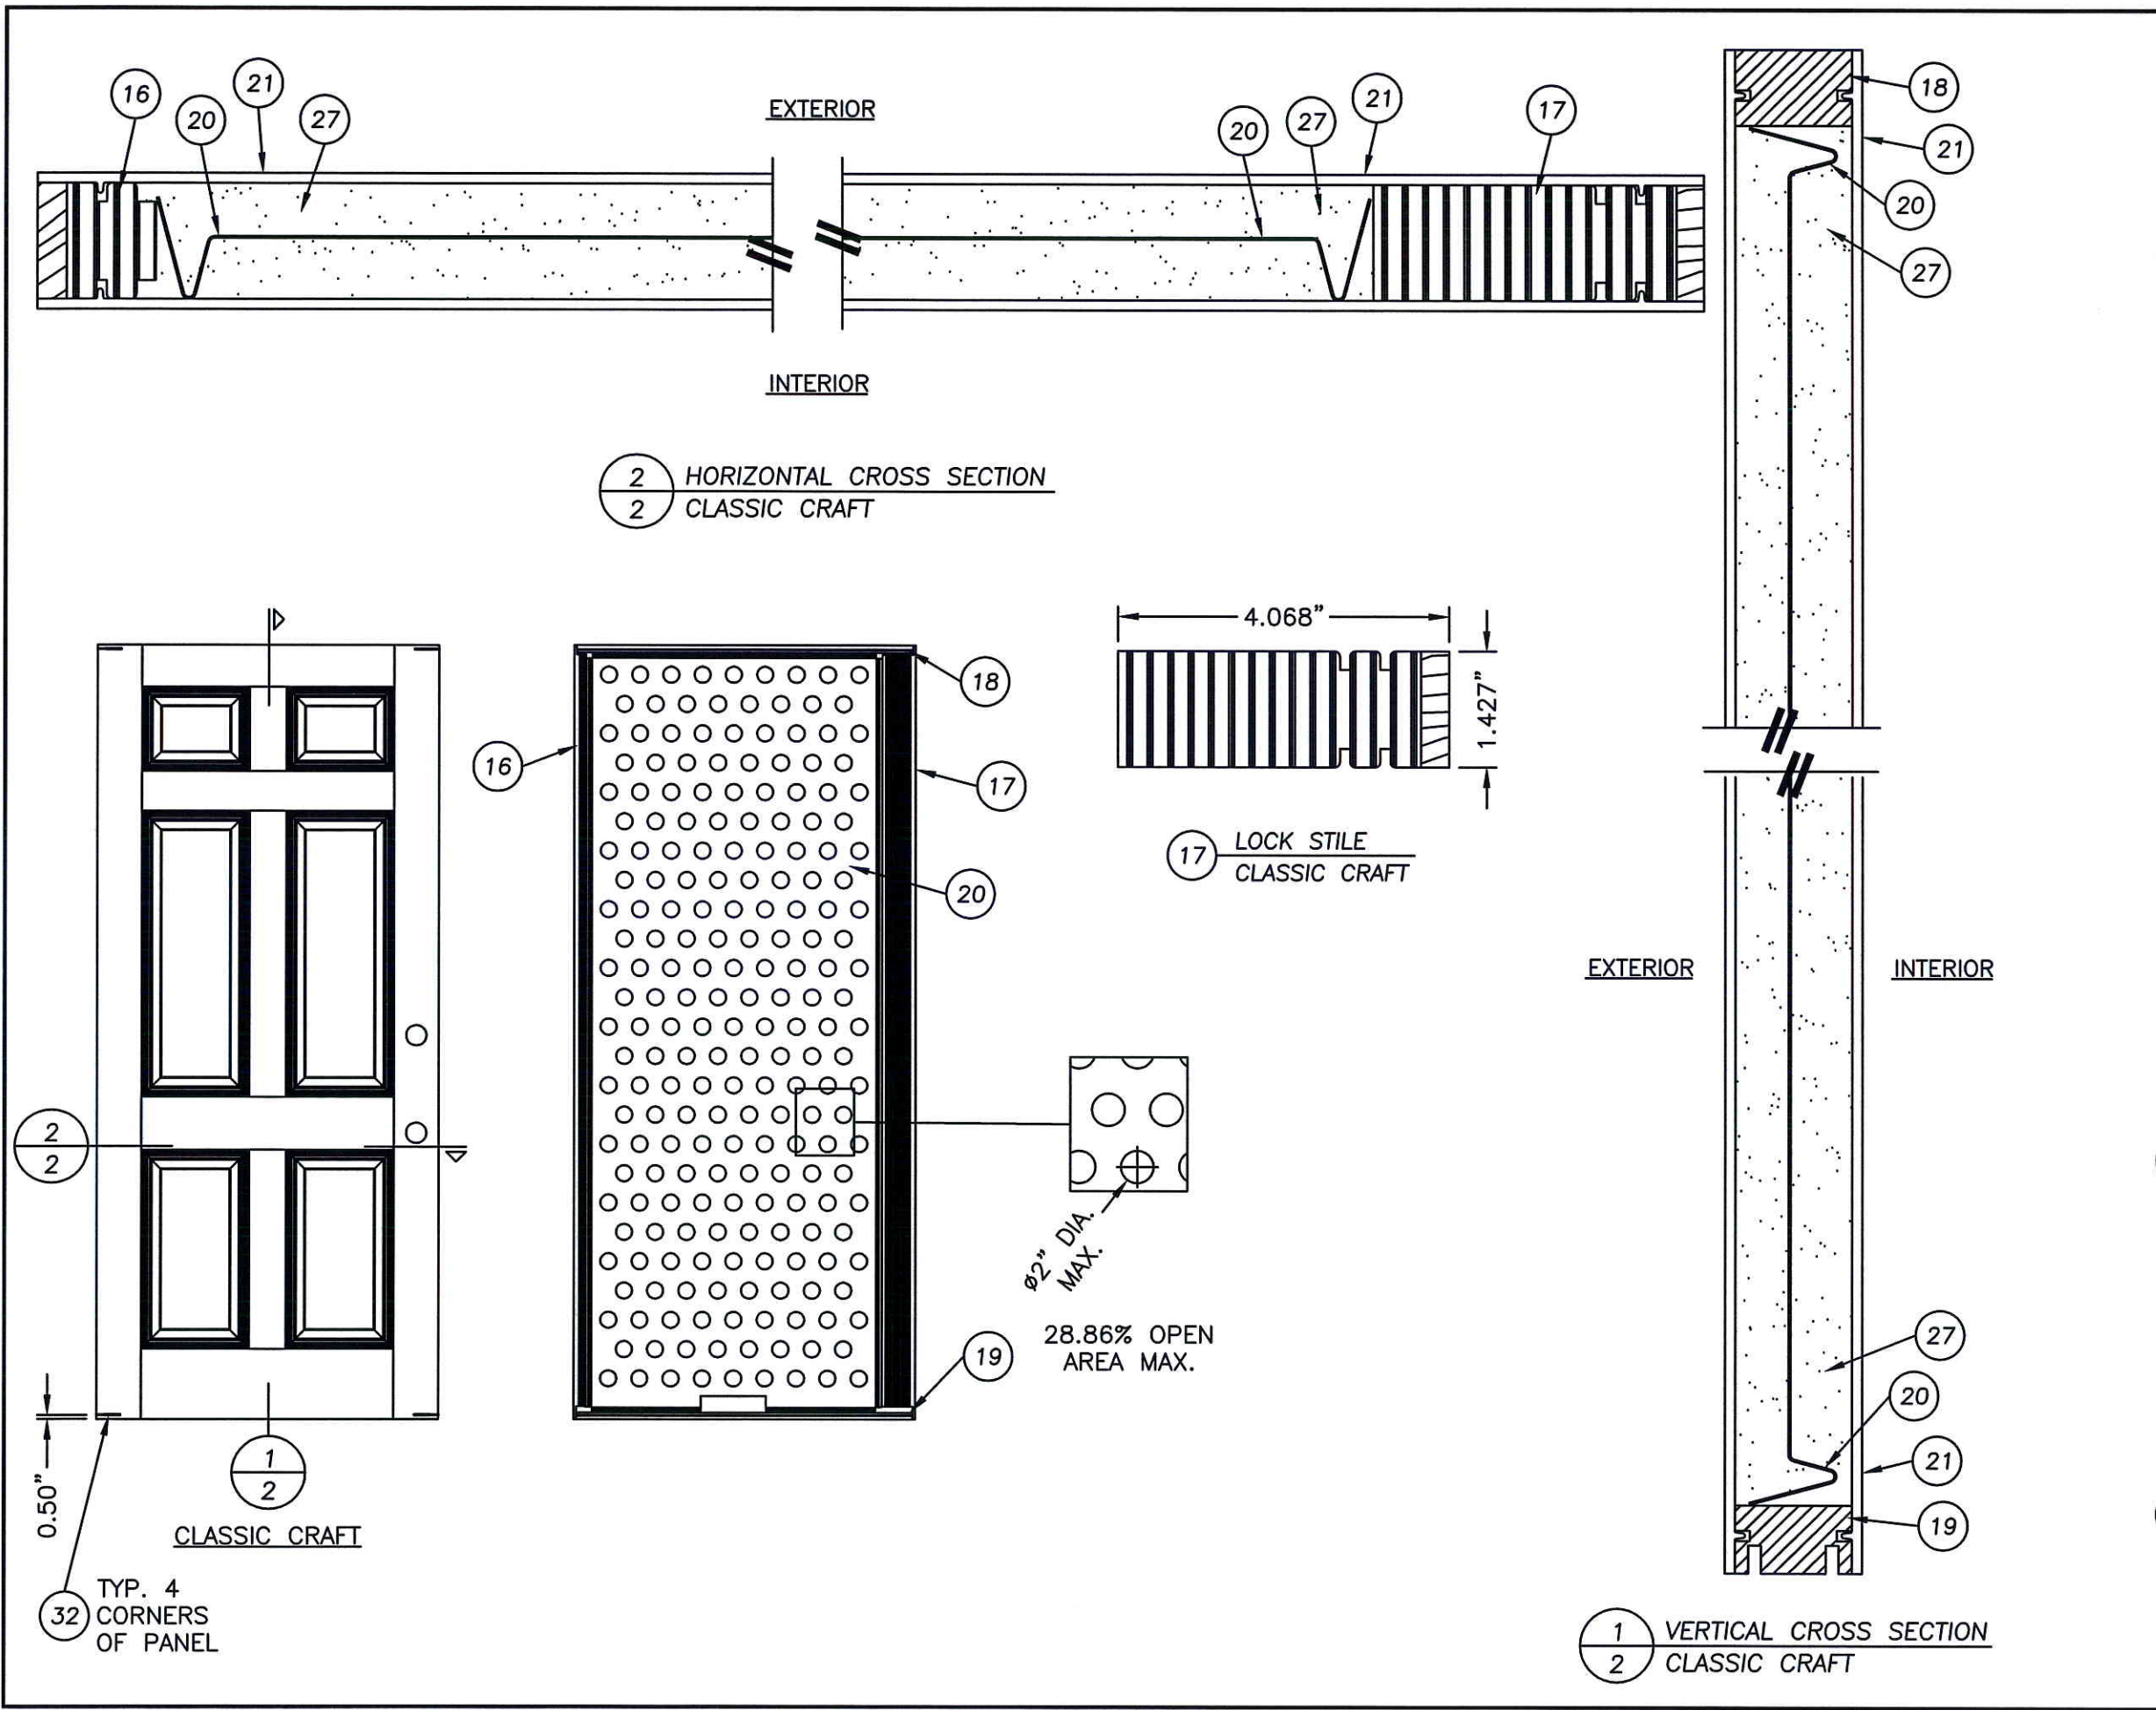 16
20
21
27
EXTERIOR
20
27
21
17
18
21
20
27
INTERIOR
2
2
HORIZONTAL CROSS SECTION
CLASSIC CRAFT
4.068"
1.427"
17
LOCK STILE
CLASSIC CRAFT
16
18
17
20
19
2
2
Ø2" DIA.
MAX.
28.86% OPEN
AREA MAX.
EXTERIOR
INTERIOR
27
20
21
19
0.50"
1
2
CLASSIC CRAFT
32
TYP. 4
CORNERS
OF PANEL
1
2
VERTICAL CROSS SECTION
CLASSIC CRAFT